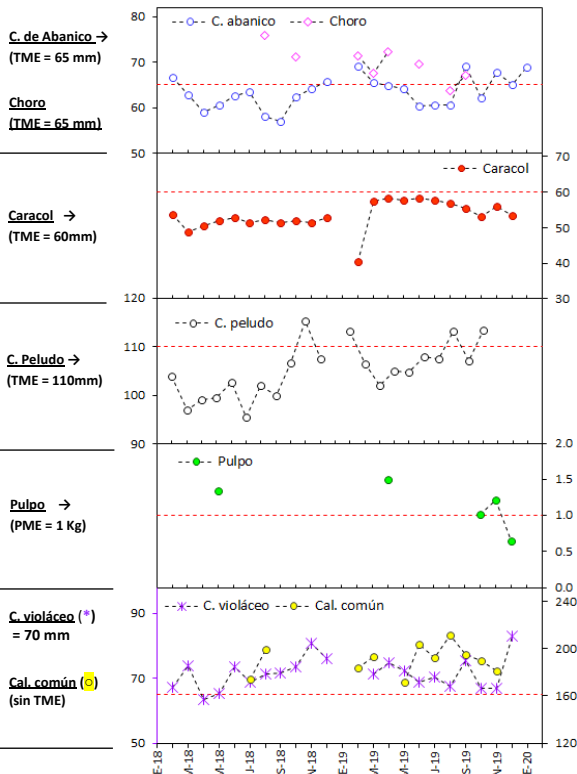 C. de Abanico →
(TME = 65 mm)
Choro
(TME = 65 mm)
80
70
60
50
C. abanico
Choro
Caracol →
(TME = 60mm)
Caracol
70
60
50
40
30
C. Peludo →
(TME = 110mm)
120
110
100
90
C. peludo
Pulpo →
(PME = 1 Kg)
Pulpo
2.0
1.5
1.0
0.5
0.0
C. violáceo (*)
= 70 mm
Cal. común (○)
(sin TME)
90
70
50
C. violáceo
Cal. común
240
200
160
120
E-18
M-18
M-18
J-18
S-18
N-18
E-19
M-19
M-19
J-19
S-19
N-19
E-20